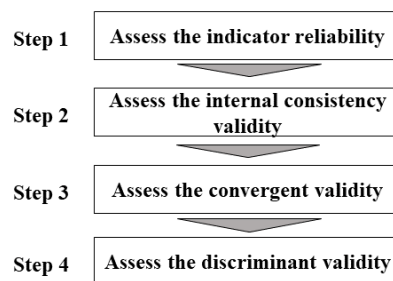 Step 1
Assess the indicator reliability
Step 2
Assess the internal consistency
validity
Step 3
Assess the convergent validity
Step 4
Assess the discriminant validity